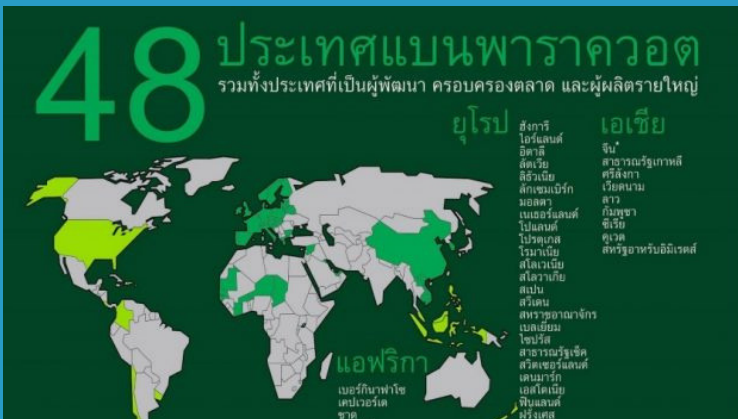 48
ประเทศแบนพาราควอต
รวมทั้งประเทศที่เป็นผู้พัฒนา ครอบครองตลาด และผู้ผลิตรายใหญ่
ยุโรป
ฮังการี
ไอร์แลนด์
อิตาลี
ลัตเวีย
ลิธัวเนีย
ลักเซมเบิร์ก
มอลตา
เนเธอร์แลนด์
โปแลนด์
โปรตุเกส
โรมาเนีย
สโลเวเนีย
สโลวาเกีย
สเปน
สวีเดน
สหราชอาณาจักร
เบลเยี่ยม
ไซปรัส
สาธารณรัฐเช็ค
สวิตเซอร์แลนด์
เดนมาร์ก
เอสโตเนีย
ฟินแลนด์
ฝรั่งเศส
เอเชีย
จีน*
สาธารณรัฐเกาหลี
ศรีลังกา
เวียดนาม
ลาว
กัมพูชา
ซีเรีย
คูเวต
สหรัฐอาหรับอิมิเรตส์
แอฟริกา
เบอร์กินาฟาโซ
เคปเวอร์เด
ชาด